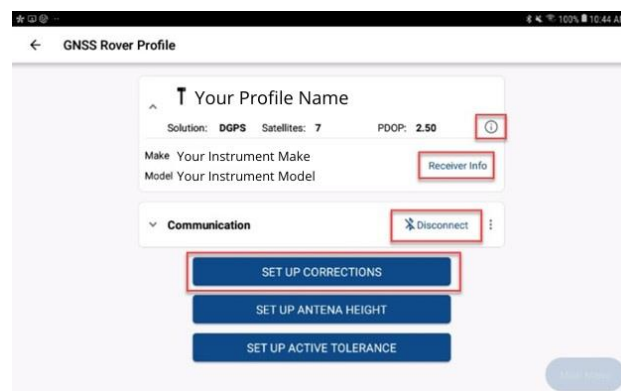 100% 10:44 AM
GNSS Rover Profile
Your Profile Name
Solution: DGPS Satellites: 7 PDOP: 2.50
Make Your Instrument Make
Receiver Info
Model Your Instrument Model
Communication Disconnect
SET UP CORRECTIONS
SET UP ANTENA HEIGHT
SET UP ACTIVE TOLERANCE